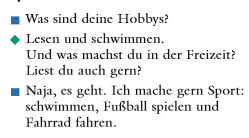 Was sind deine Hobbys?
Lesen und schwimmen.
Und was machst du in der Freizeit?
Liest du auch gern?
Naja, es geht. Ich mache gern Sport:
schwimmen, Fußball spielen und
Fahrrad fahren.